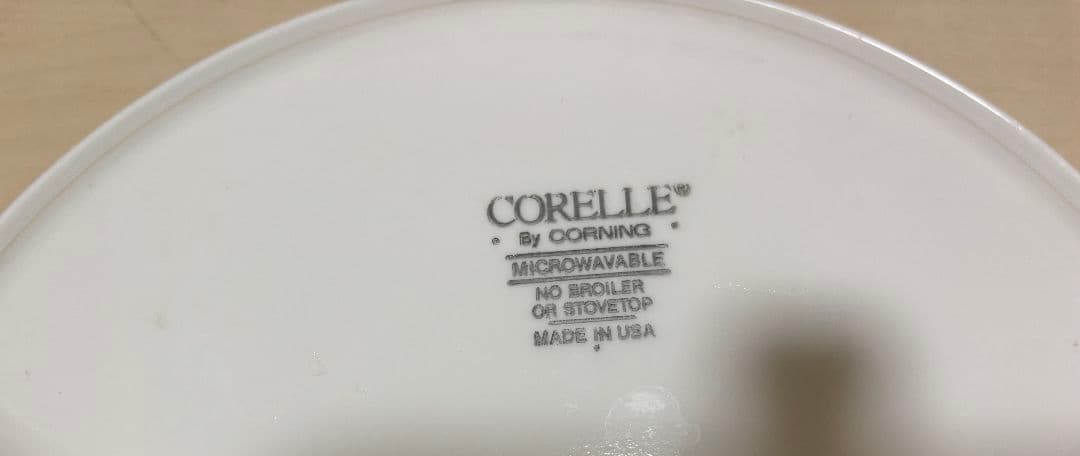 CORELLE®
By CORNING
MICROWAVABLE
NO BROILER
OR STOVETOP
MADE IN USA